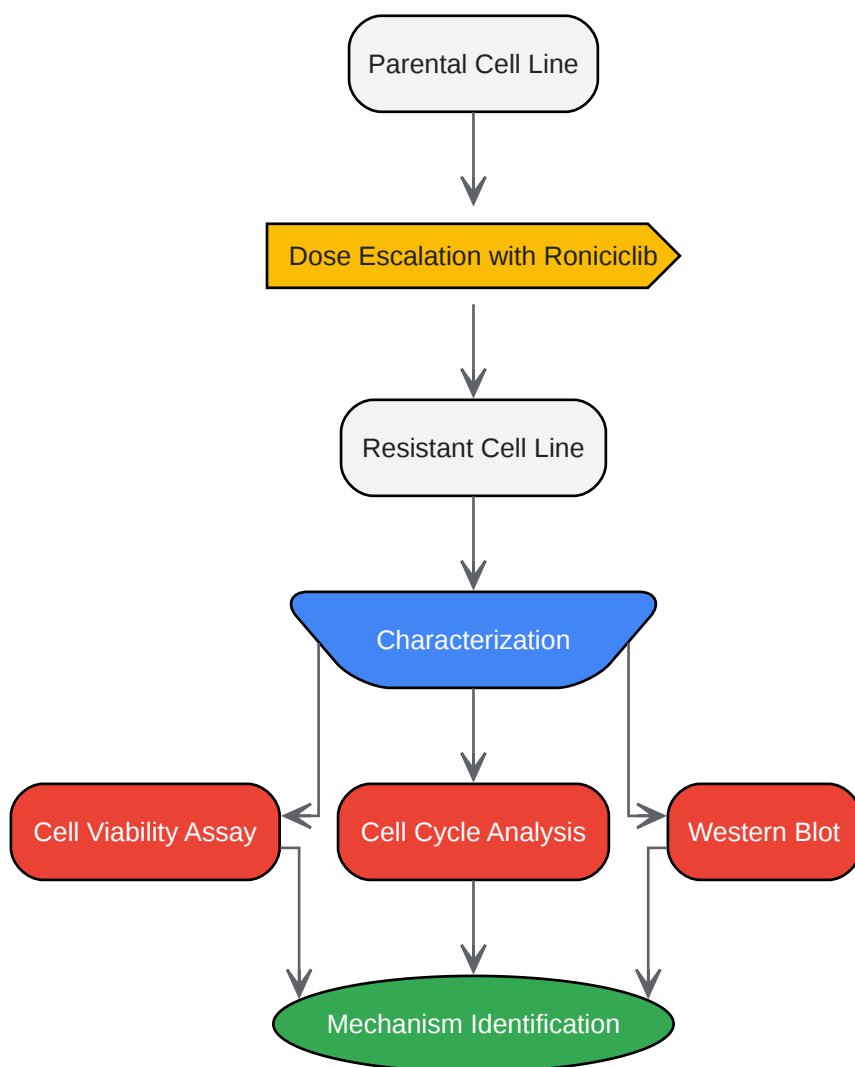 Parental Cell Line
Dose Escalation with Roniciclib
Resistant Cell Line
Characterization
Cell Viability Assay
Cell Cycle Analysis
Western Blot
Mechanism Identification